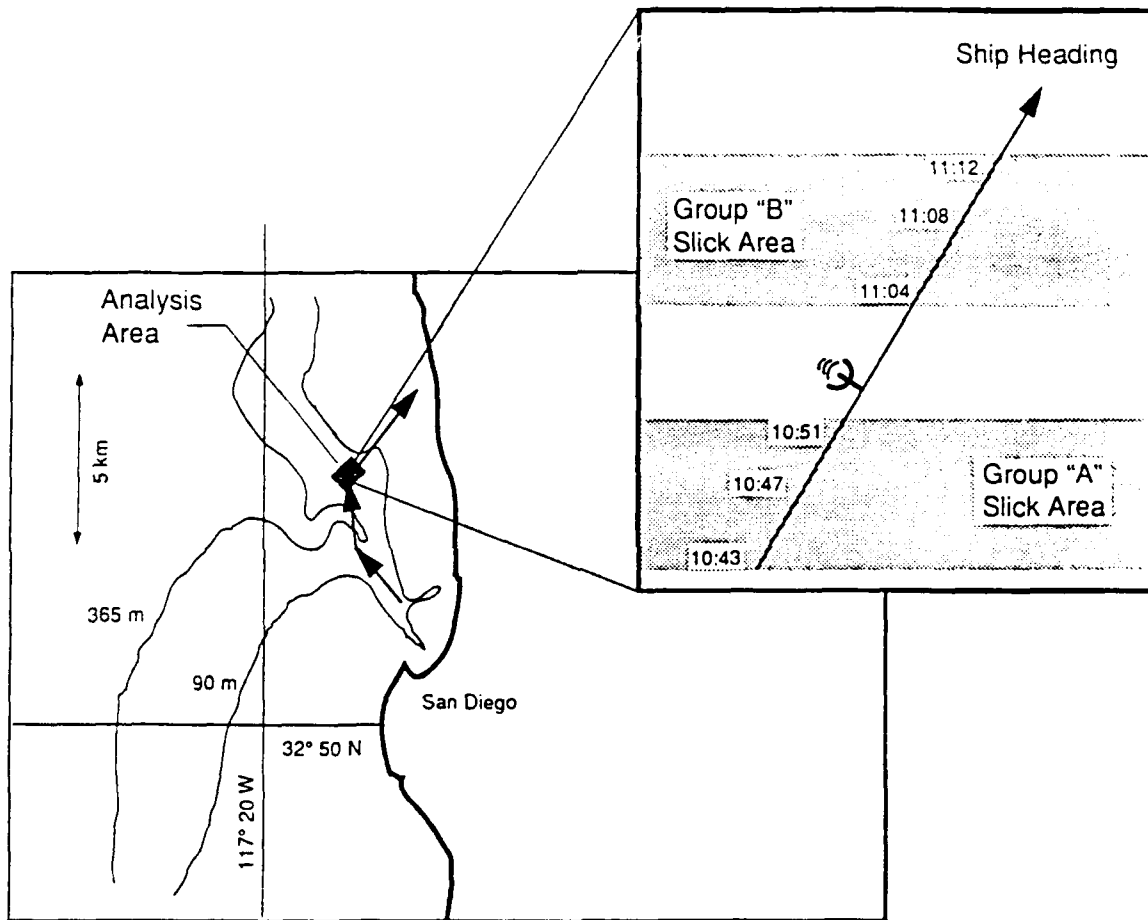 Ship Heading
11:12
Group "B"
Slick Area
11:08
11:04
10:51
Group "A"
Slick Area
10:47
10:43
Analysis
Area
5 km
365 m
90 m
San Diego
32° 50 N
117° 20 W